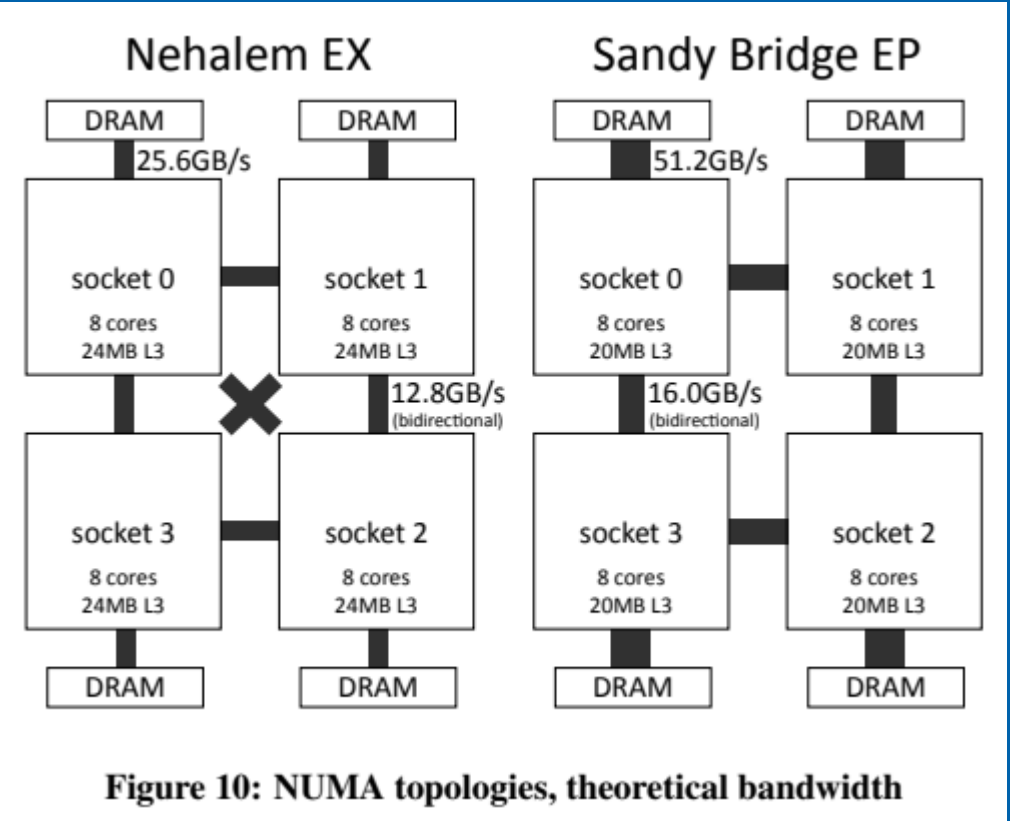 Nehalem EX
Sandy Bridge EP
DRAM
DRAM
DRAM
DRAM
25.6GB/s
51.2GB/s
socket 0
8 cores
24MB L3
socket 1
8 cores
24MB L3
socket 0
8 cores
20MB L3
socket 1
8 cores
20MB L3
12.8GB/s
(bidirectional)
16.0GB/s
(bidirectional)
socket 3
8 cores
24MB L3
socket 2
8 cores
24MB L3
socket 3
8 cores
20MB L3
socket 2
8 cores
20MB L3
DRAM
DRAM
DRAM
DRAM
Figure 10: NUMA topologies, theoretical bandwidth